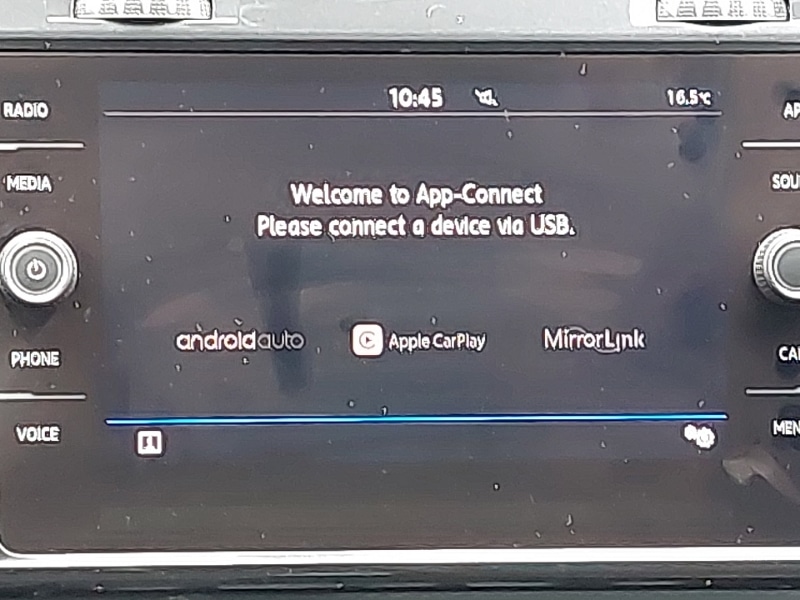 10:45
16.5°C
RADIO
MEDIA
PHONE
VOICE
Welcome to App-Connect
Please connect a device via USB.
androidauto
Apple CarPlay
MirrorLink